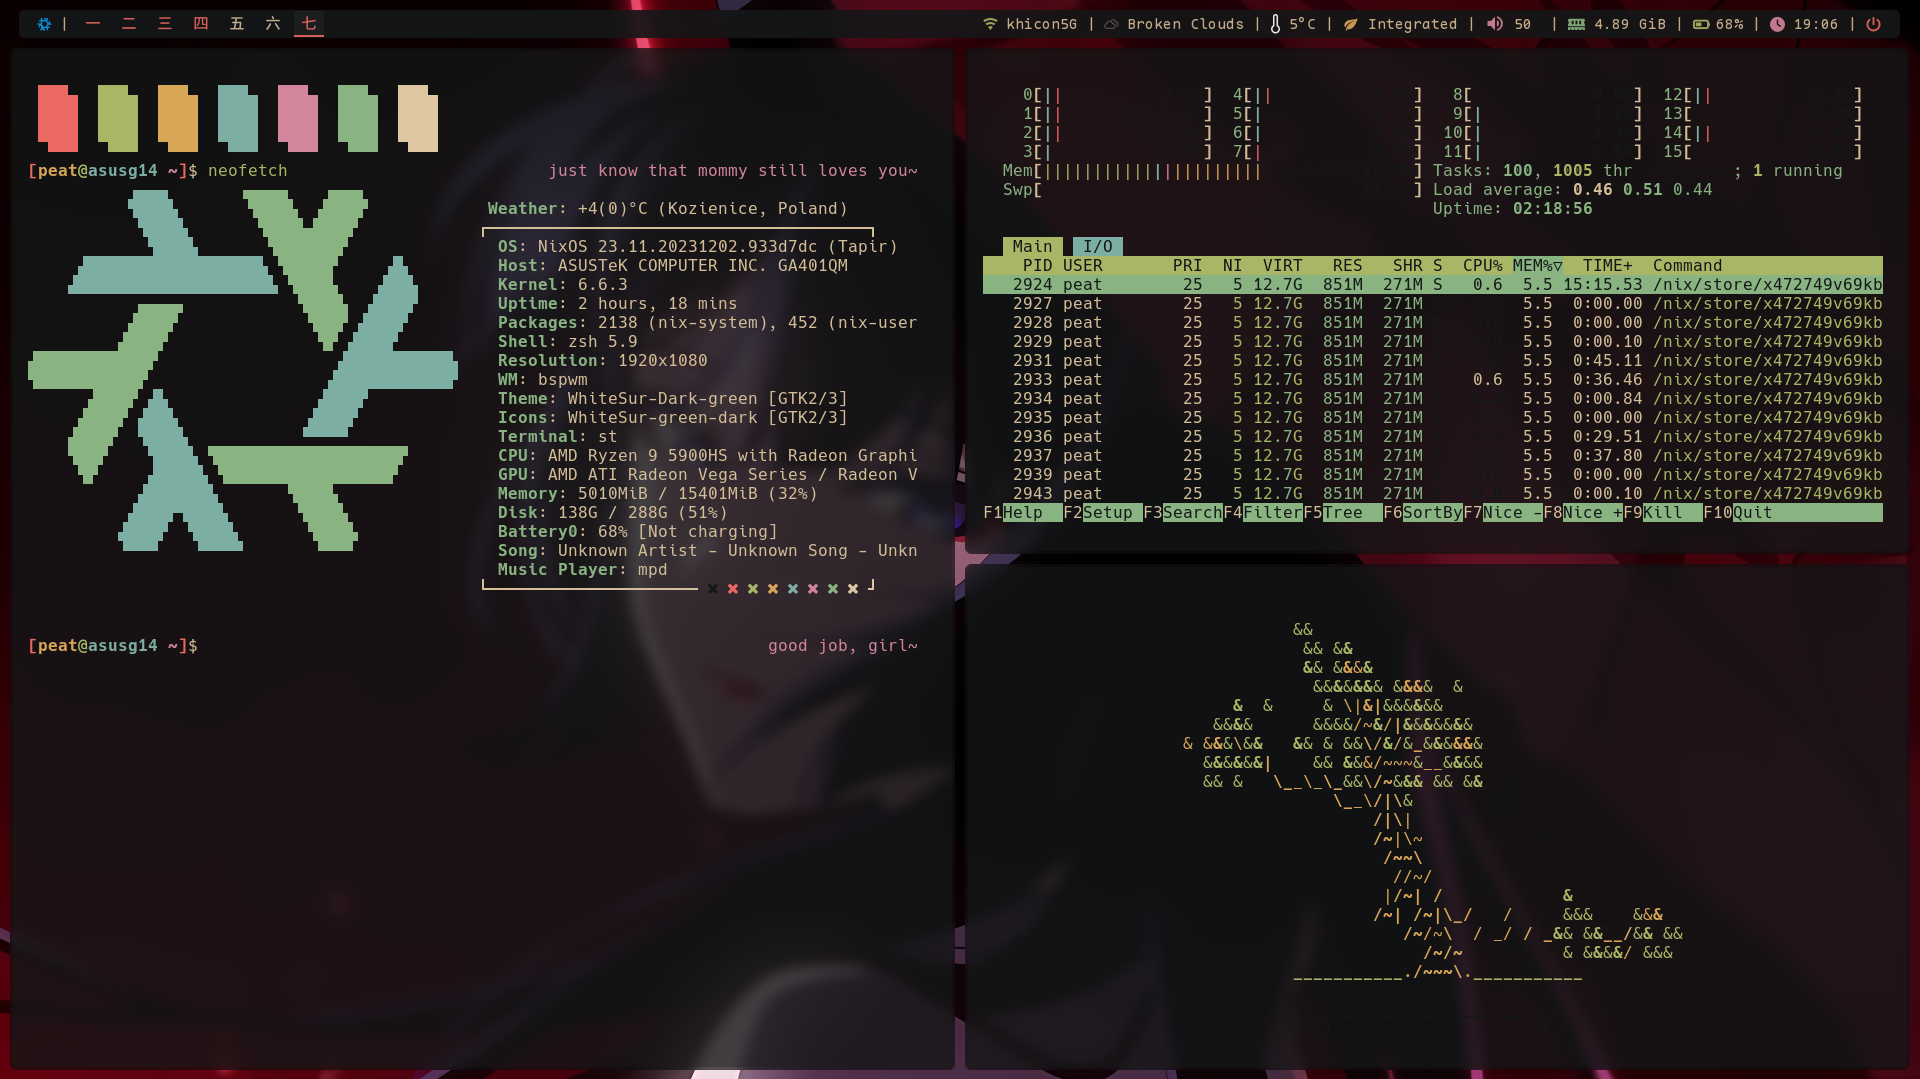 | 一 二 三 四 五 六 七 khicon5G | Broken Clouds | 5°C | Integrated | 50 | 4.89 GiB | 68% | 19:06 |
[peat@asusg14 ~]$ neofetch just know that mommy still loves you~
Weather: +4(0)°C (Kozienice, Poland)
OS: NixOS 23.11.20231202.933d7dc (Tapir)
Host: ASUSTeK COMPUTER INC. GA401QM
Kernel: 6.6.3
Uptime: 2 hours, 18 mins
Packages: 2138 (nix-system), 452 (nix-user
Shell: zsh 5.9
Resolution: 1920x1080
WM: bspwm
Theme: WhiteSur-Dark-green [GTK2/3]
Icons: WhiteSur-green-dark [GTK2/3]
Terminal: st
CPU: AMD Ryzen 9 5900HS with Radeon Graphi
GPU: AMD ATI Radeon Vega Series / Radeon V
Memory: 5010MiB / 15401MiB (32%)
Disk: 138G / 288G (51%)
Battery0: 68% [Not charging]
Song: Unknown Artist - Unknown Song - Unkn
Music Player: mpd
[peat@asusg14 ~]$ good job, girl~
0[|| ] 4[|| ] 8[ ] 12[|| ]
1[|| ] 5[| ] 9[| ] 13[ ]
2[|| ] 6[| ] 10[| ] 14[|| ]
3[| ] 7[| ] 11[| ] 15[ ]
Mem[|||||||||||||||||||||| ] Tasks: 100, 1005 thr ; 1 running
Swp[ ] Load average: 0.46 0.51 0.44
Uptime: 02:18:56
Main I/O
PID USER PRI NI VIRT RES SHR S CPU% MEM%▽ TIME+ Command
2924 peat 25 5 12.7G 851M 271M S 0.6 5.5 15:15.53 /nix/store/x472749v69kb
2927 peat 25 5 12.7G 851M 271M 5.5 0:00.00 /nix/store/x472749v69kb
2928 peat 25 5 12.7G 851M 271M 5.5 0:00.00 /nix/store/x472749v69kb
2929 peat 25 5 12.7G 851M 271M 5.5 0:00.10 /nix/store/x472749v69kb
2931 peat 25 5 12.7G 851M 271M 5.5 0:45.11 /nix/store/x472749v69kb
2933 peat 25 5 12.7G 851M 271M 0.6 5.5 0:36.46 /nix/store/x472749v69kb
2934 peat 25 5 12.7G 851M 271M 5.5 0:00.84 /nix/store/x472749v69kb
2935 peat 25 5 12.7G 851M 271M 5.5 0:00.00 /nix/store/x472749v69kb
2936 peat 25 5 12.7G 851M 271M 5.5 0:29.51 /nix/store/x472749v69kb
2937 peat 25 5 12.7G 851M 271M 5.5 0:37.80 /nix/store/x472749v69kb
2939 peat 25 5 12.7G 851M 271M 5.5 0:00.00 /nix/store/x472749v69kb
2943 peat 25 5 12.7G 851M 271M 5.5 0:00.10 /nix/store/x472749v69kb
F1Help F2Setup F3SearchF4FilterF5Tree F6SortByF7Nice -F8Nice +F9Kill F10Quit